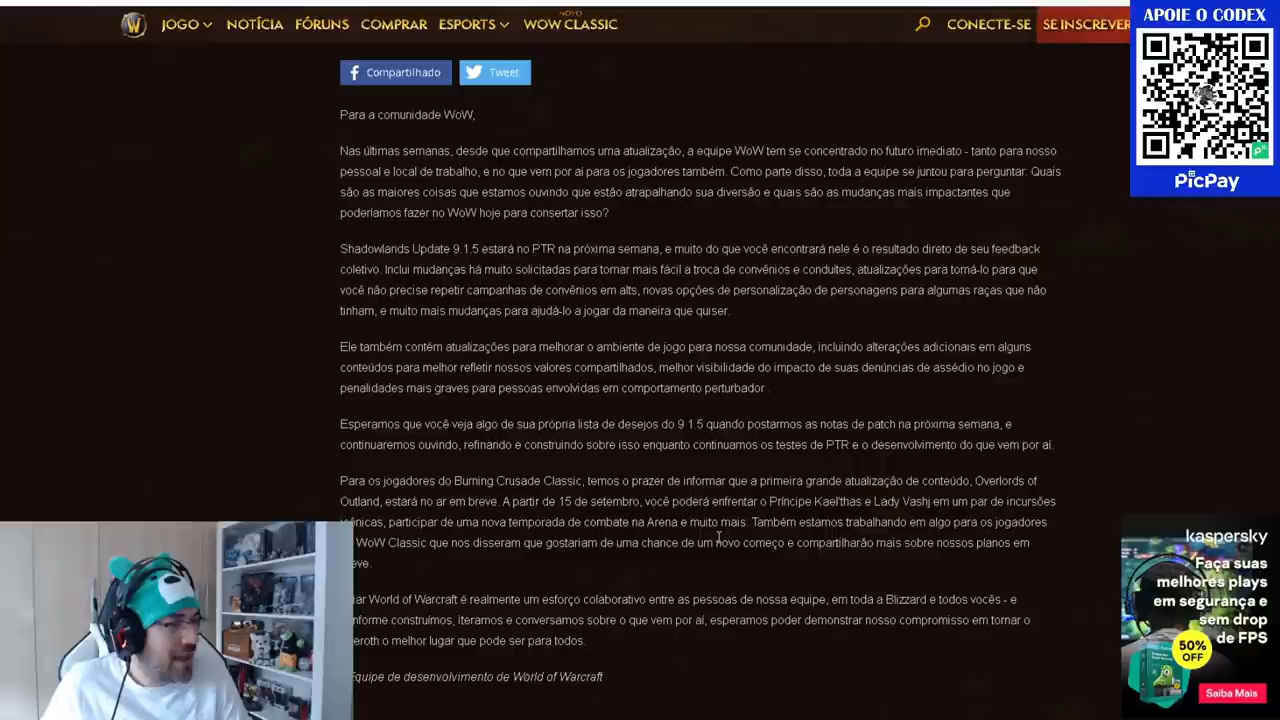 JOGO
NOTÍCIA
FÓRUNS
COMPRAR
ESPORTS
NOVO
WOW CLASSIC
CONECTE-SE
SE INSCREVER
APOIE O CODEX
PicPay
Compartilhado
Tweet
Para a comunidade WoW,
Nas últimas semanas, desde que compartilhamos uma atualização, a equipe WoW tem se concentrado no futuro imediato - tanto para nosso
pessoal e local de trabalho, e no que vem por aí para os jogadores também. Como parte disso, toda a equipe se juntou para perguntar: Quais
são as maiores coisas que estamos ouvindo que estão atrapalhando sua diversão e quais são as mudanças mais impactantes que
poderíamos fazer no WoW hoje para consertar isso?
Shadowlands Update 9.1.5 estará no PTR na próxima semana, e muito do que você encontrará nele é o resultado direto de seu feedback
coletivo. Inclui mudanças há muito solicitadas para tornar mais fácil a troca de convênios e conduítes, atualizações para torná-lo para que
você não precise repetir campanhas de convênios em alts, novas opções de personalização de personagens para algumas raças que não
tinham, e muito mais mudanças para ajudá-lo a jogar da maneira que quiser.
Ele também contém atualizações para melhorar o ambiente de jogo para nossa comunidade, incluindo alterações adicionais em alguns
conteúdos para melhor refletir nossos valores compartilhados, melhor visibilidade do impacto de suas denúncias de assédio no jogo e
penalidades mais graves para pessoas envolvidas em comportamento perturbador .
Esperamos que você veja algo de sua própria lista de desejos do 9.1.5 quando postarmos as notas de patch na próxima semana, e
continuaremos ouvindo, refinando e construindo sobre isso enquanto continuamos os testes de PTR e o desenvolvimento do que vem por aí.
Para os jogadores do Burning Crusade Classic, temos o prazer de informar que a primeira grande atualização de conteúdo, Overlords of
Outland, estará no ar em breve. A partir de 15 de setembro, você poderá enfrentar o Príncipe Kael'thas e Lady Vashj em um par de incursões
participar de uma nova temporada de combate na Arena e muito mais. Também estamos trabalhando em algo para os jogadores
WoW Classic que nos disseram que gostariam de uma chance de um novo começo e compartilharão mais sobre nossos planos em
World of Warcraft é realmente um esforço colaborativo entre as pessoas de nossa equipe, em toda a Blizzard e todos vocês - e
construímos, iteramos e conversamos sobre o que vem por aí, esperamos poder demonstrar nosso compromisso em tornar o
o melhor lugar que pode ser para todos.
Equipe de desenvolvimento de World of Warcraft
kaspersky
Faça suas
melhores plays
em segurança e
sem drop
de FPS
50%
OFF
Saiba Mais